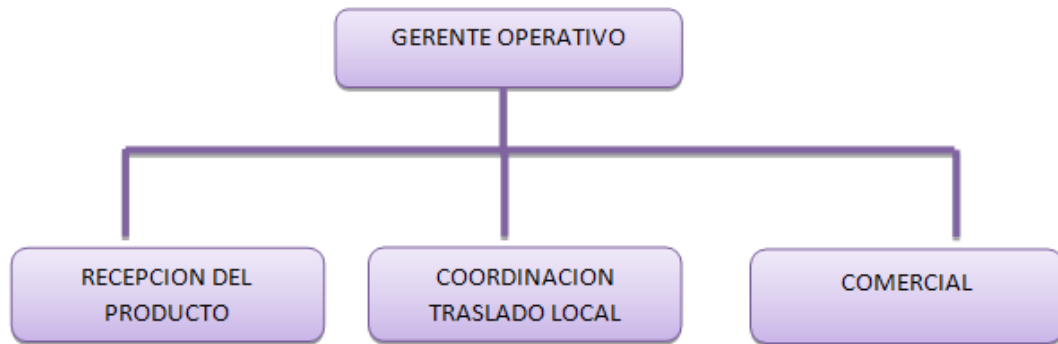 GERENTE OPERATIVO
RECEPCION DEL
PRODUCTO
COORDINACION
TRASLADO LOCAL
COMERCIAL